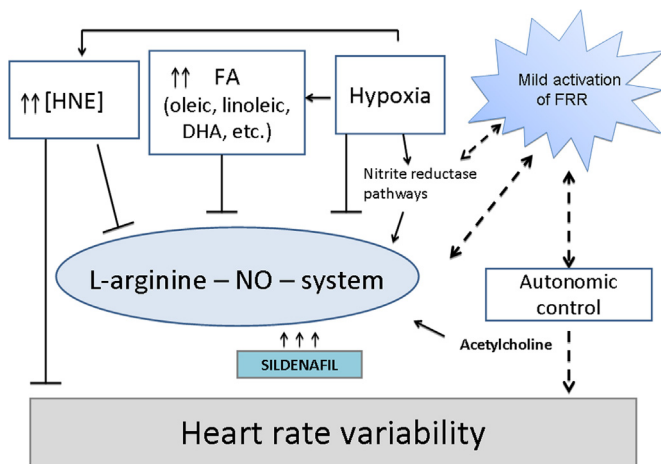 ↑↑ [HNE]
↑↑ FA
(oleic, linoleic,
DHA, etc.)
Hypoxia
Mild activation
of FRR
Nitrite reductase
pathways
L-arginine – NO – system
Autonomic
control
Acetylcholine
↑ ↑ ↑
SILDENAFIL
Heart rate variability